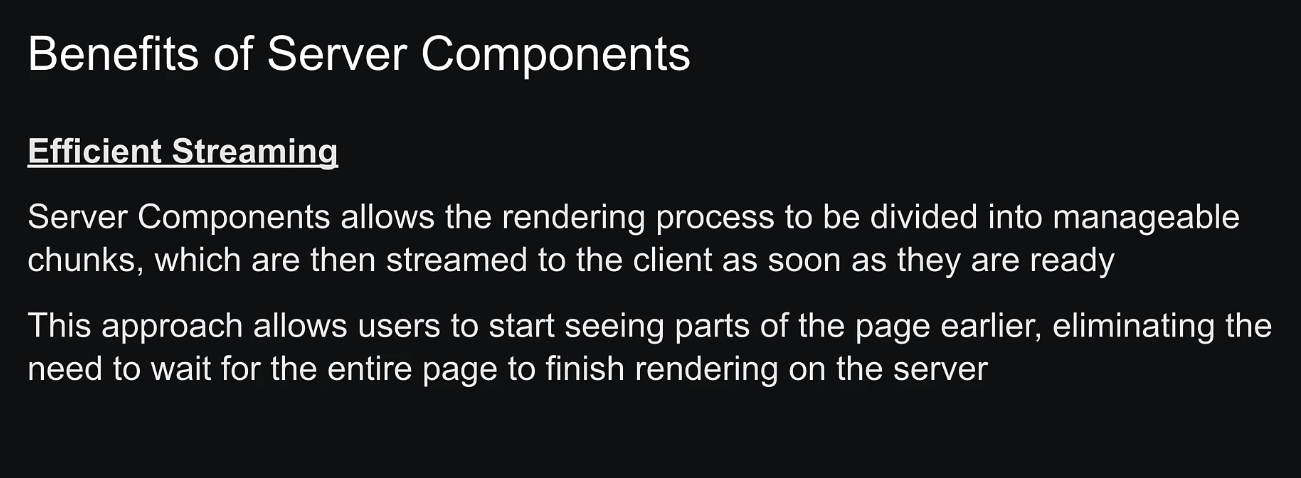 Benefits of Server Components
Efficient Streaming
Server Components allows the rendering process to be divided into manageable
chunks, which are then streamed to the client as soon as they are ready
This approach allows users to start seeing parts of the page earlier, eliminating the
need to wait for the entire page to finish rendering on the server